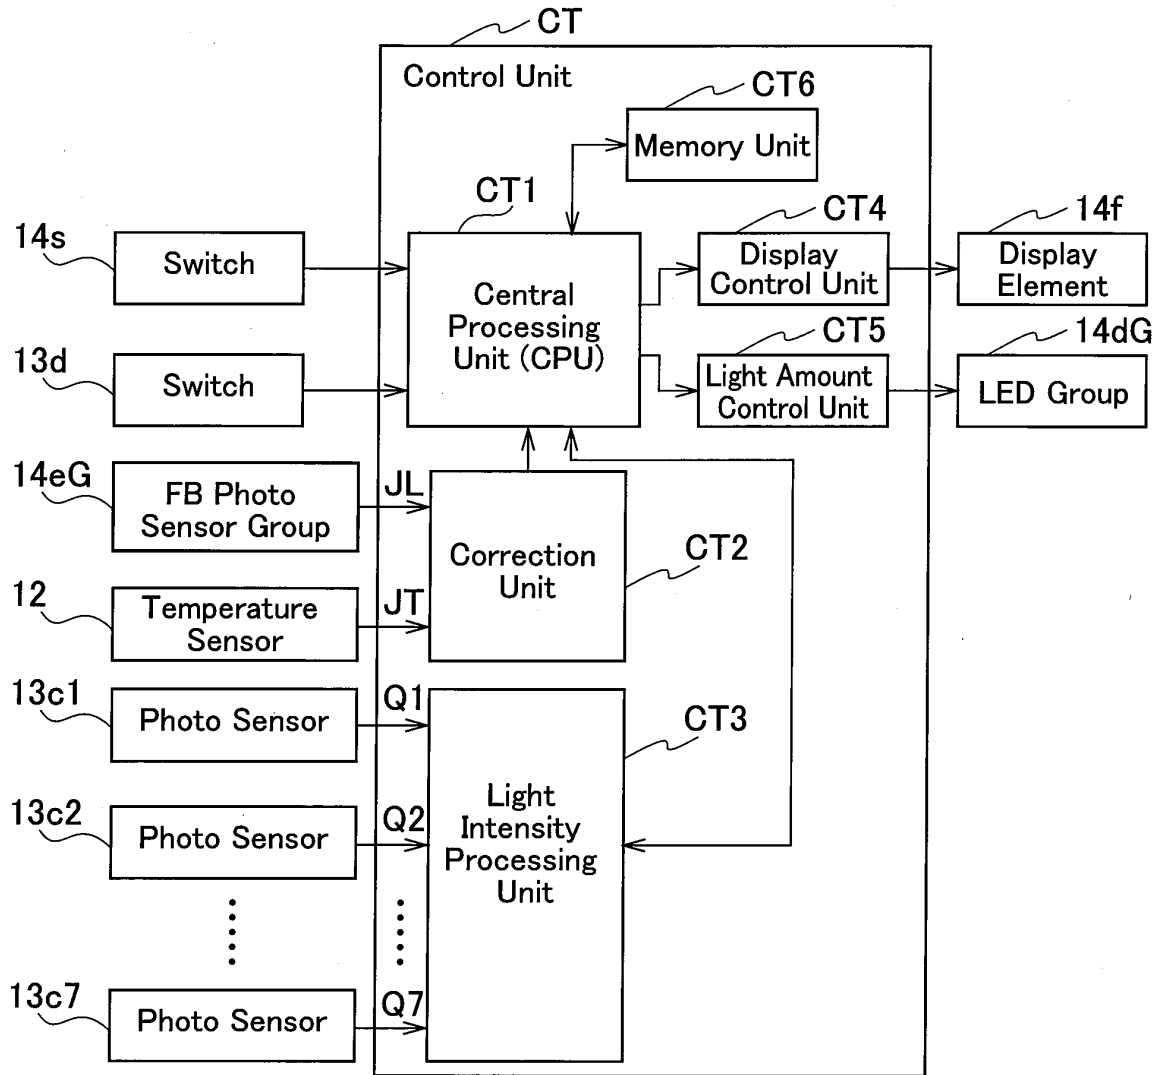 CT
Control Unit
CT6
Memory Unit
CT1
CT4
14f
14s
Switch
Central
Processing
Unit (CPU)
Display
Control Unit
Display
Element
13d
Switch
CT5
14dG
Light Amount
Control Unit
LED Group
14eG
FB Photo
Sensor Group
JL
Correction
Unit
CT2
12
Temperature
Sensor
JT
13c1
Photo Sensor
Q1
CT3
13c2
Photo Sensor
Q2
Light
Intensity
Processing
Unit
13c7
Photo Sensor
Q7